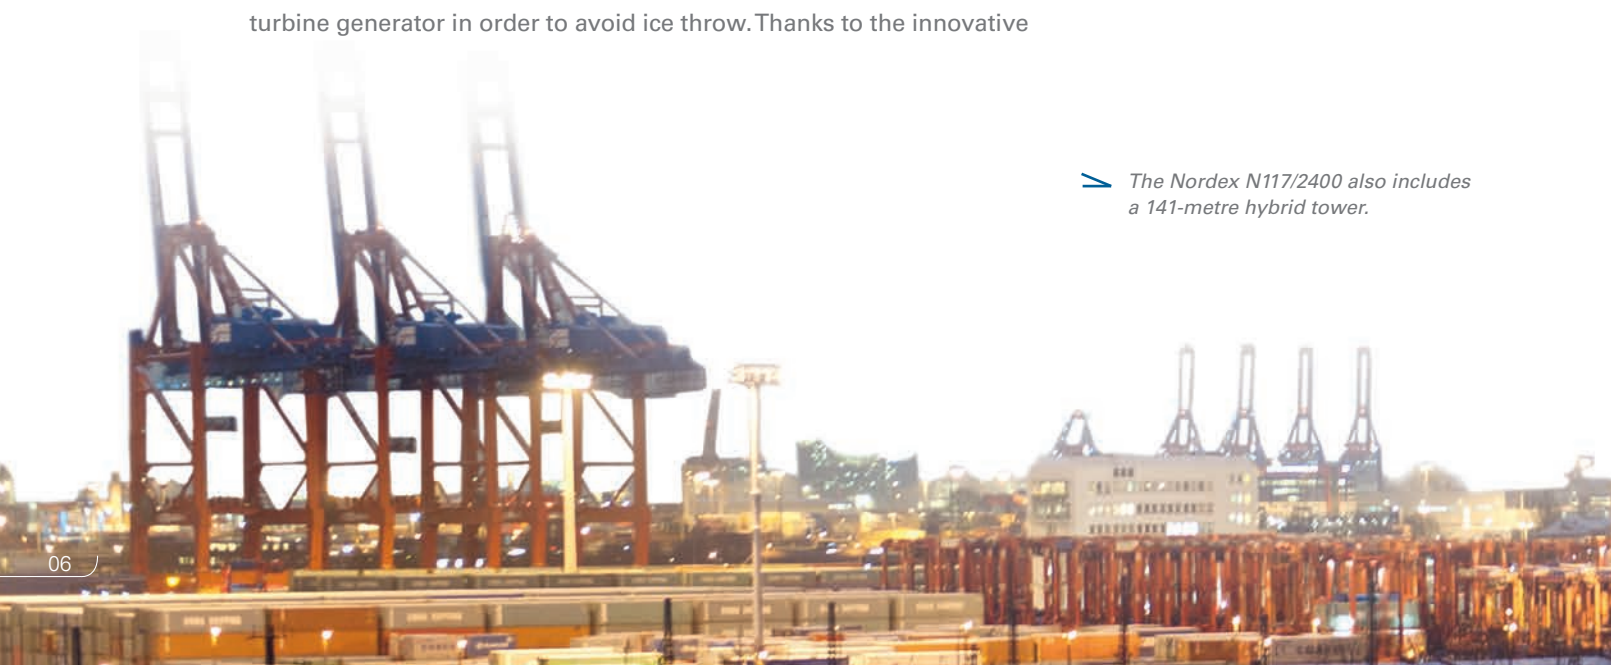 turbine generator in order to avoid ice throw. Thanks to the innovative
The Nordex N117/2400 also includes
a 141-metre hybrid tower.
06